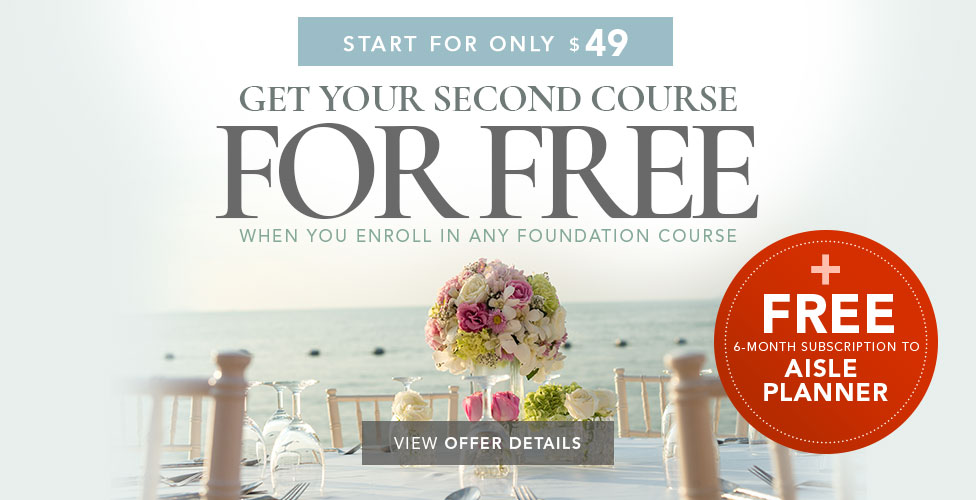 START FOR ONLY $49
GET YOUR SECOND COURSE
FOR FREE
WHEN YOU ENROLL IN ANY FOUNDATION COURSE
+
FREE
6-MONTH SUBSCRIPTION TO
AISLE
PLANNER
VIEW OFFER DETAILS